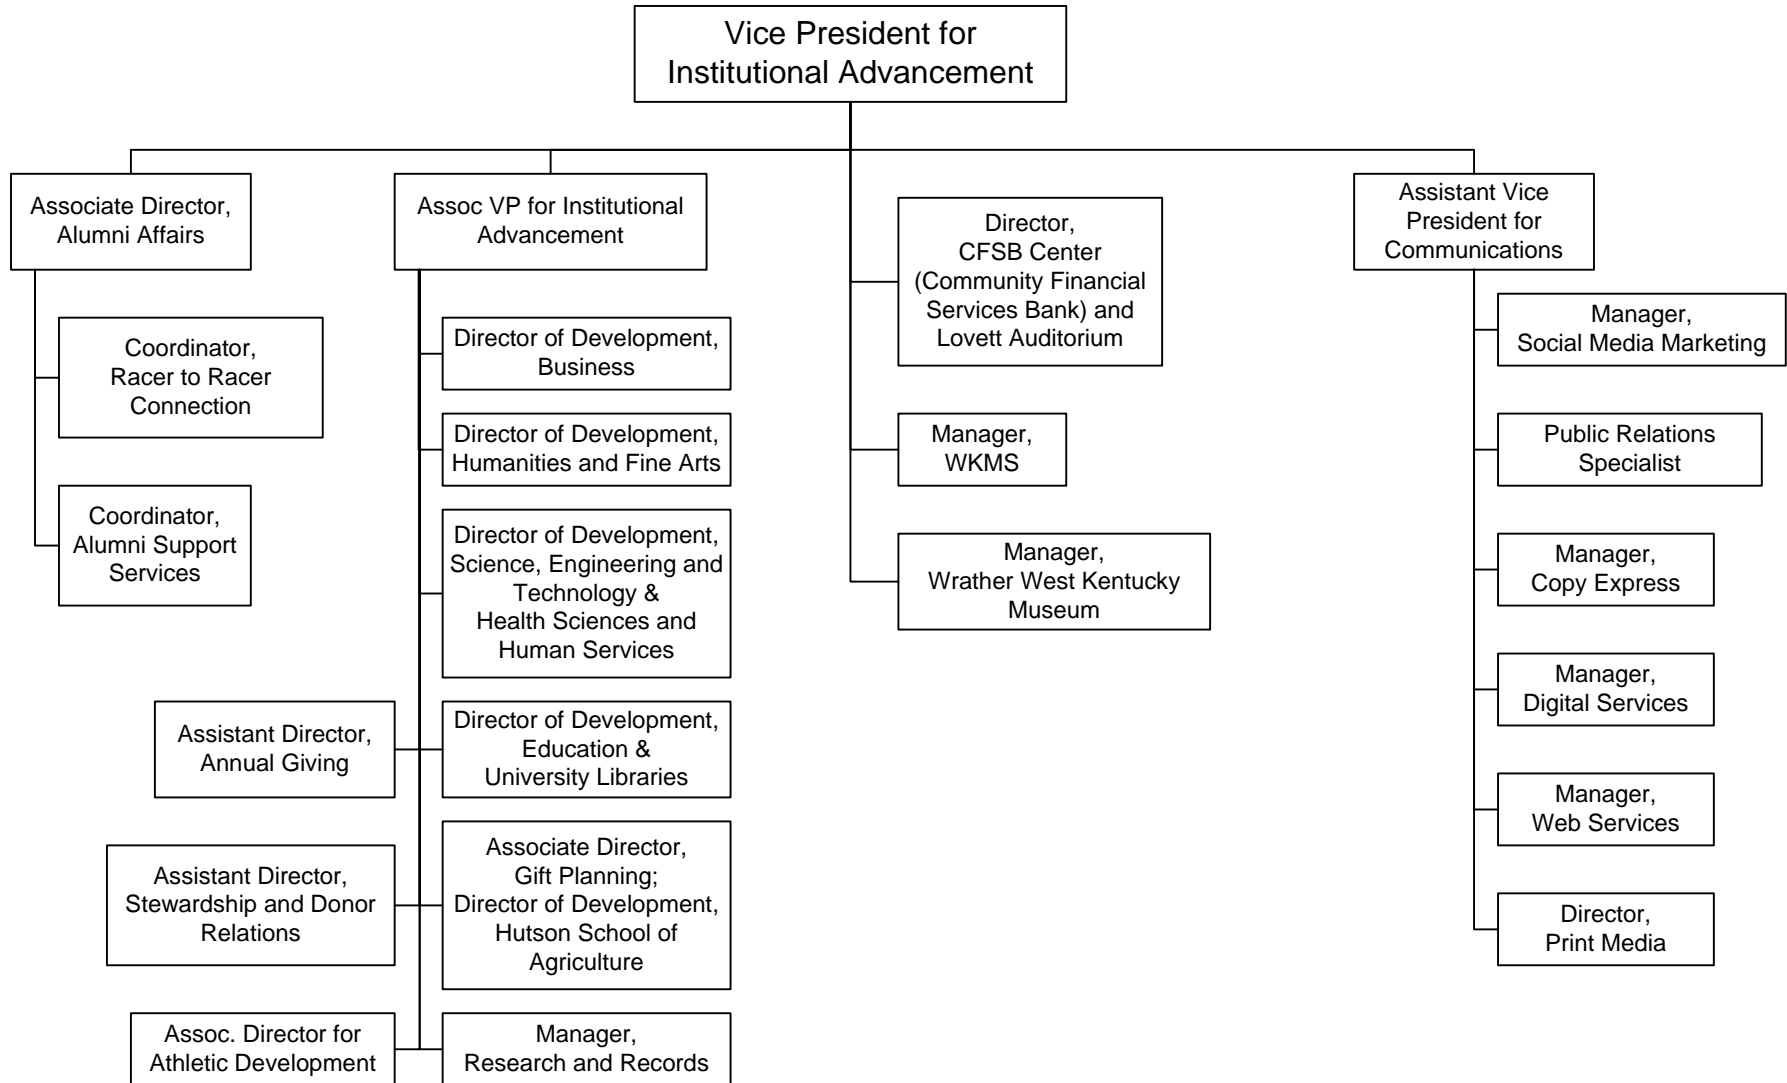 Vice President for
Institutional Advancement
Associate Director,
Alumni Affairs
Coordinator,
Racer to Racer
Connection
Coordinator,
Alumni Support
Services
Assoc VP for Institutional
Advancement
Director of Development,
Business
Director of Development,
Humanities and Fine Arts
Director of Development,
Science, Engineering and
Technology &
Health Sciences and
Human Services
Assistant Director,
Annual Giving
Director of Development,
Education &
University Libraries
Assistant Director,
Stewardship and Donor
Relations
Associate Director,
Gift Planning;
Director of Development,
Hutson School of
Agriculture
Assoc. Director for
Athletic Development
Manager,
Research and Records
Director,
CFSB Center
(Community Financial
Services Bank) and
Lovett Auditorium
Manager,
WKMS
Manager,
Wrather West Kentucky
Museum
Assistant Vice
President for
Communications
Manager,
Social Media Marketing
Public Relations
Specialist
Manager,
Copy Express
Manager,
Digital Services
Manager,
Web Services
Director,
Print Media